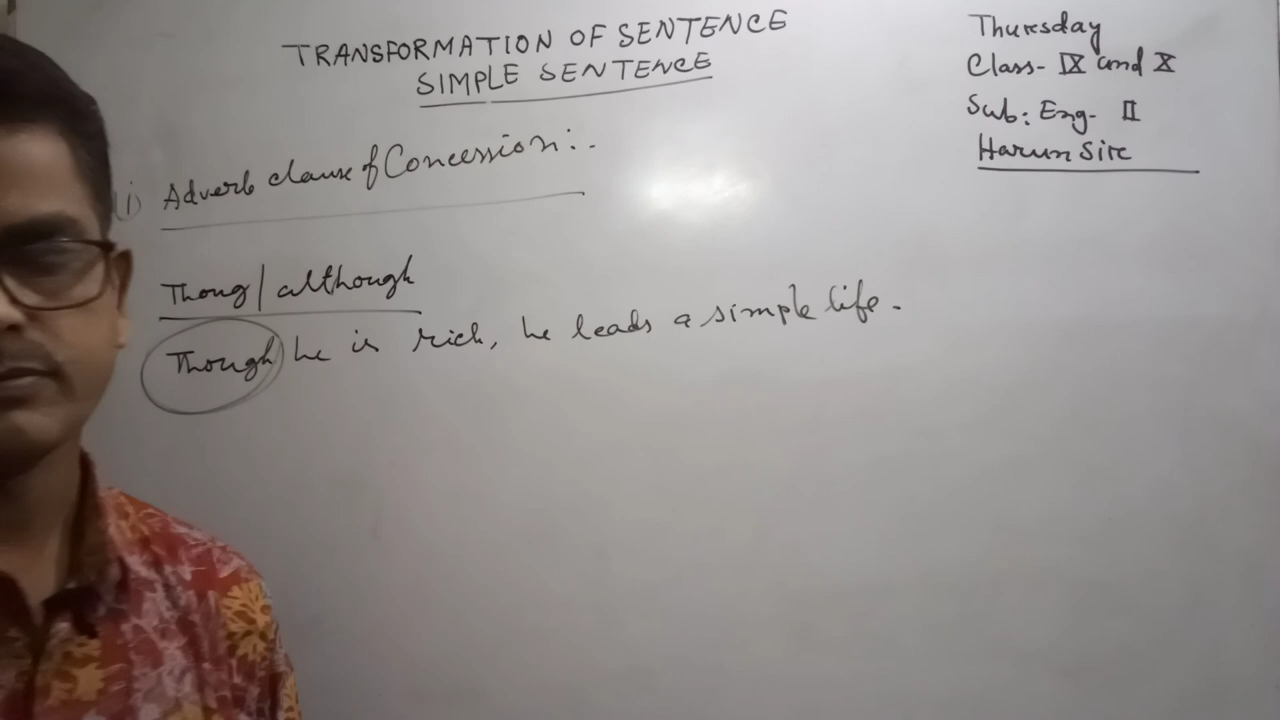 TRANSFORMATION OF SENTENCE
SIMPLE SENTENCE
Thursday
Class- IX and X
Sub: Eng- II
Harun Sir
(i) Adverb clause of Concession:-
Thoug/although
Though he is rich, he leads a simple life.